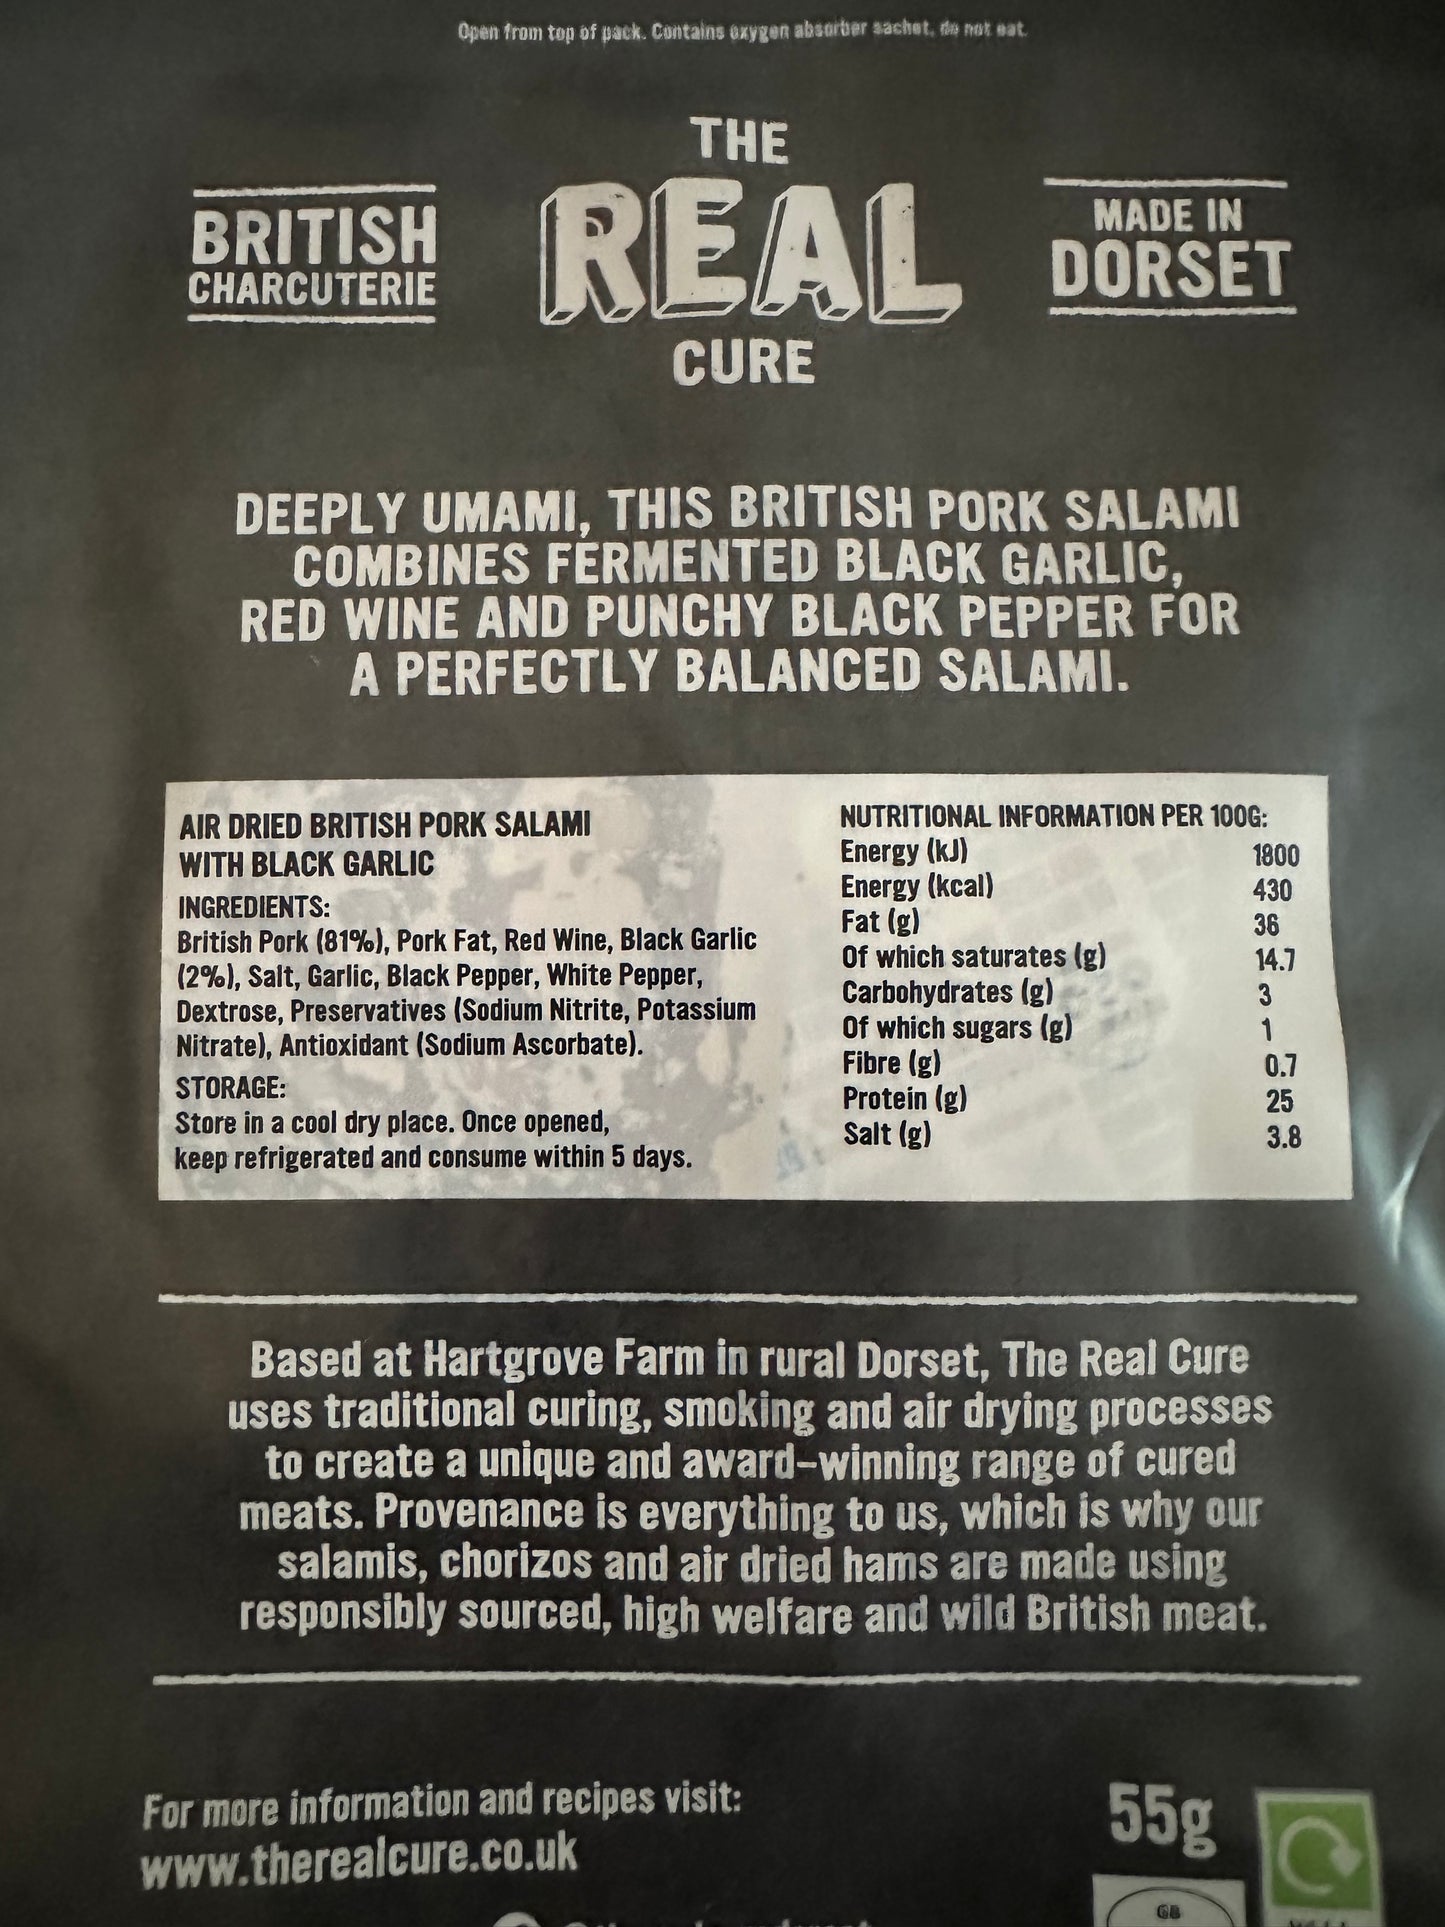 Open from top of pack. Contains oxygen absorber sachet, do not eat.
BRITISH
CHARCUTERIE
THE
REAL
CURE
MADE IN
DORSET
DEEPLY UMAMI, THIS BRITISH PORK SALAMI
COMBINES FERMENTED BLACK GARLIC,
RED WINE AND PUNCHY BLACK PEPPER FOR
A PERFECTLY BALANCED SALAMI.
AIR DRIED BRITISH PORK SALAMI
WITH BLACK GARLIC
INGREDIENTS:
British Pork (81%), Pork Fat, Red Wine, Black Garlic
(2%), Salt, Garlic, Black Pepper, White Pepper,
Dextrose, Preservatives (Sodium Nitrite, Potassium
Nitrate), Antioxidant (Sodium Ascorbate).
STORAGE:
Store in a cool dry place. Once opened,
keep refrigerated and consume within 5 days.
NUTRITIONAL INFORMATION PER 100G:
Energy (kJ) 1800
Energy (kcal) 430
Fat (g) 36
Of which saturates (g) 14.7
Carbohydrates (g) 3
Of which sugars (g) 1
Fibre (g) 0.7
Protein (g) 25
Salt (g) 3.8
Based at Hartgrove Farm in rural Dorset, The Real Cure
uses traditional curing, smoking and air drying processes
to create a unique and award-winning range of cured
meats. Provenance is everything to us, which is why our
salamis, chorizos and air dried hams are made using
responsibly sourced, high welfare and wild British meat.
For more information and recipes visit:
www.therealcure.co.uk
55g
GB